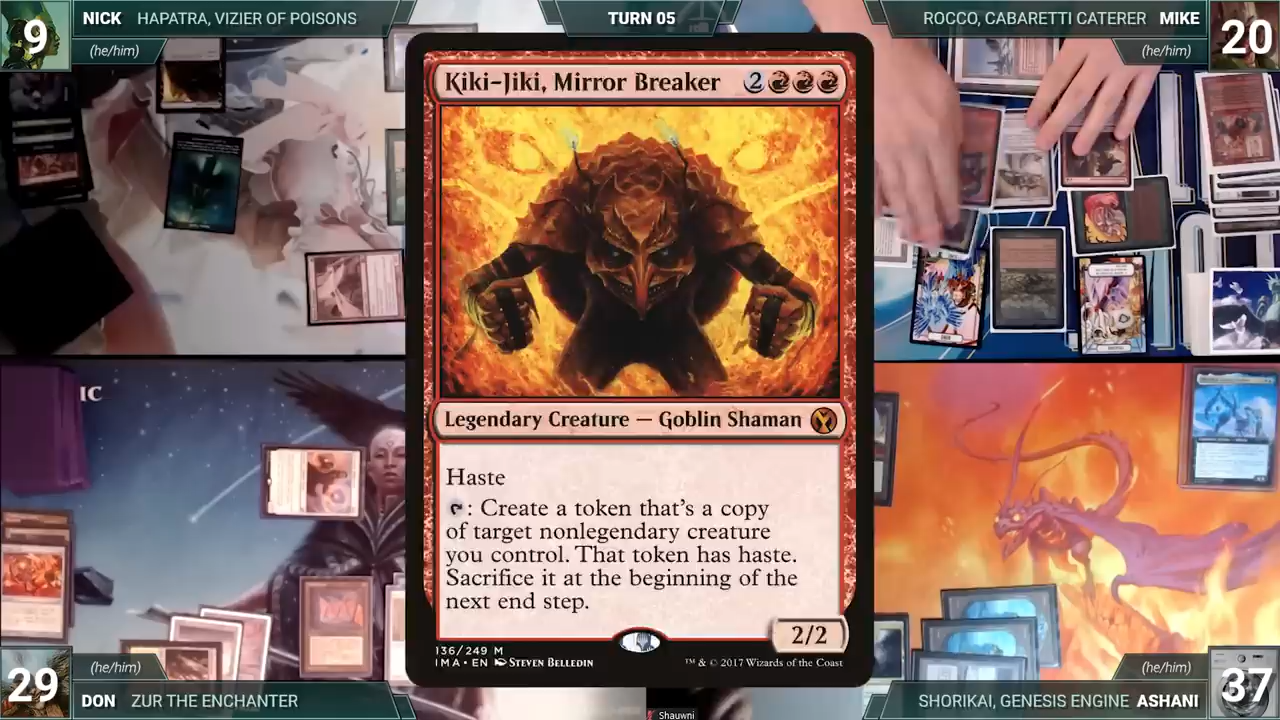 9
NICK HAPATRA, VIZIER OF POISONS
(he/him)
TURN 05
ROCCO, CABARETTI CATERER MIKE
(he/him)
20
Kiki-Jiki, Mirror Breaker 2
Legendary Creature — Goblin Shaman
Haste
: Create a token that's a copy
of target nonlegendary creature
you control. That token has haste.
Sacrifice it at the beginning of the
next end step.
2/2
136/249 M
IMA • EN STEVEN BELLEDIN
™ & © 2017 Wizards of the Coast
IC
29
(he/him)
DON ZUR THE ENCHANTER
Shauwni
(he/him)
SHORIKAI, GENESIS ENGINE ASHANI
37